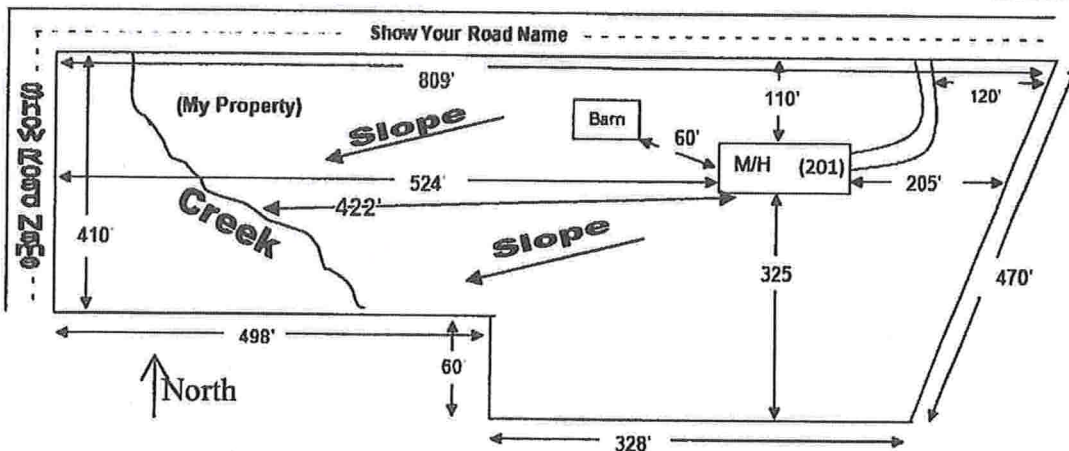 Show Your Road Name
Show Road Name
809'
110'
120'
(My Property)
Slope
Barn
60'
M/H (201)
524'
205'
422'
Creek
410'
Slope
325
470'
498'
60'
North
328'